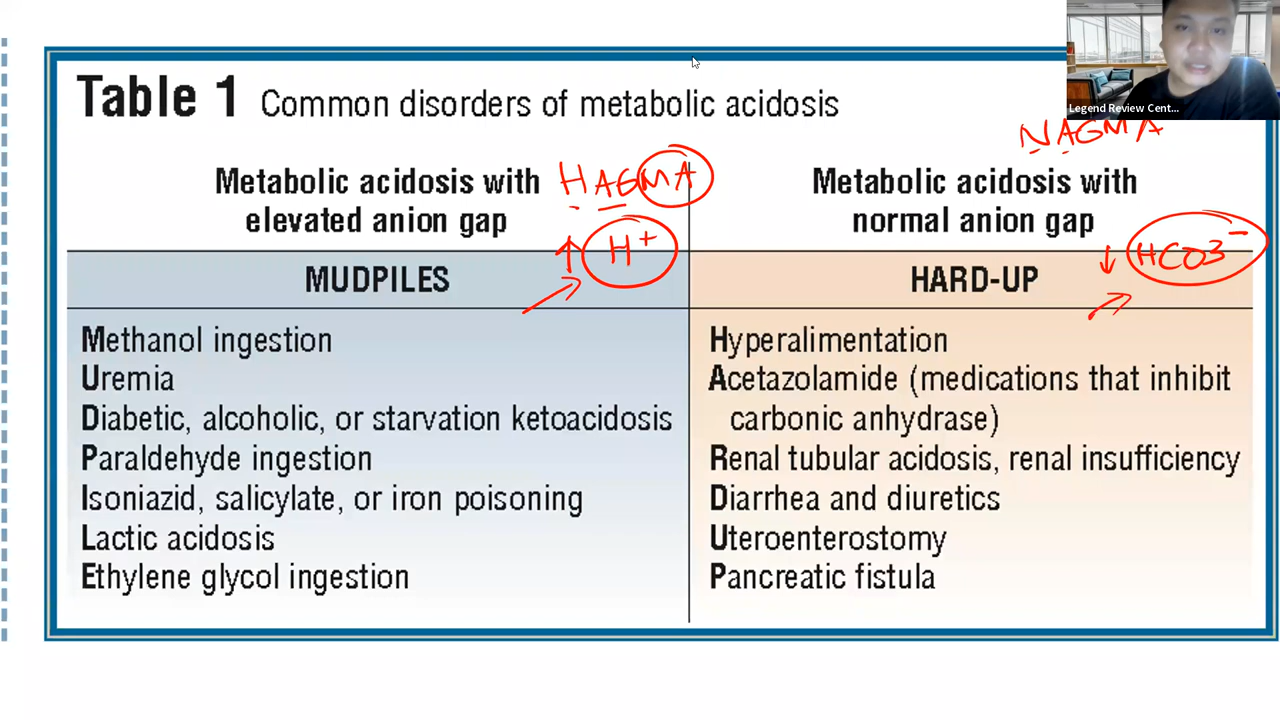 Legend Review Cent...
Table 1 Common disorders of metabolic acidosis
NAGMA
Metabolic acidosis with
elevated anion gap
HAGMA
↑ H+
Metabolic acidosis with
normal anion gap
↓ HCO3−
MUDPILES
Methanol ingestion
Uremia
Diabetic, alcoholic, or starvation ketoacidosis
Paraldehyde ingestion
Isoniazid, salicylate, or iron poisoning
Lactic acidosis
Ethylene glycol ingestion
HARD-UP
Hyperalimentation
Acetazolamide (medications that inhibit
carbonic anhydrase)
Renal tubular acidosis, renal insufficiency
Diarrhea and diuretics
Uteroenterostomy
Pancreatic fistula